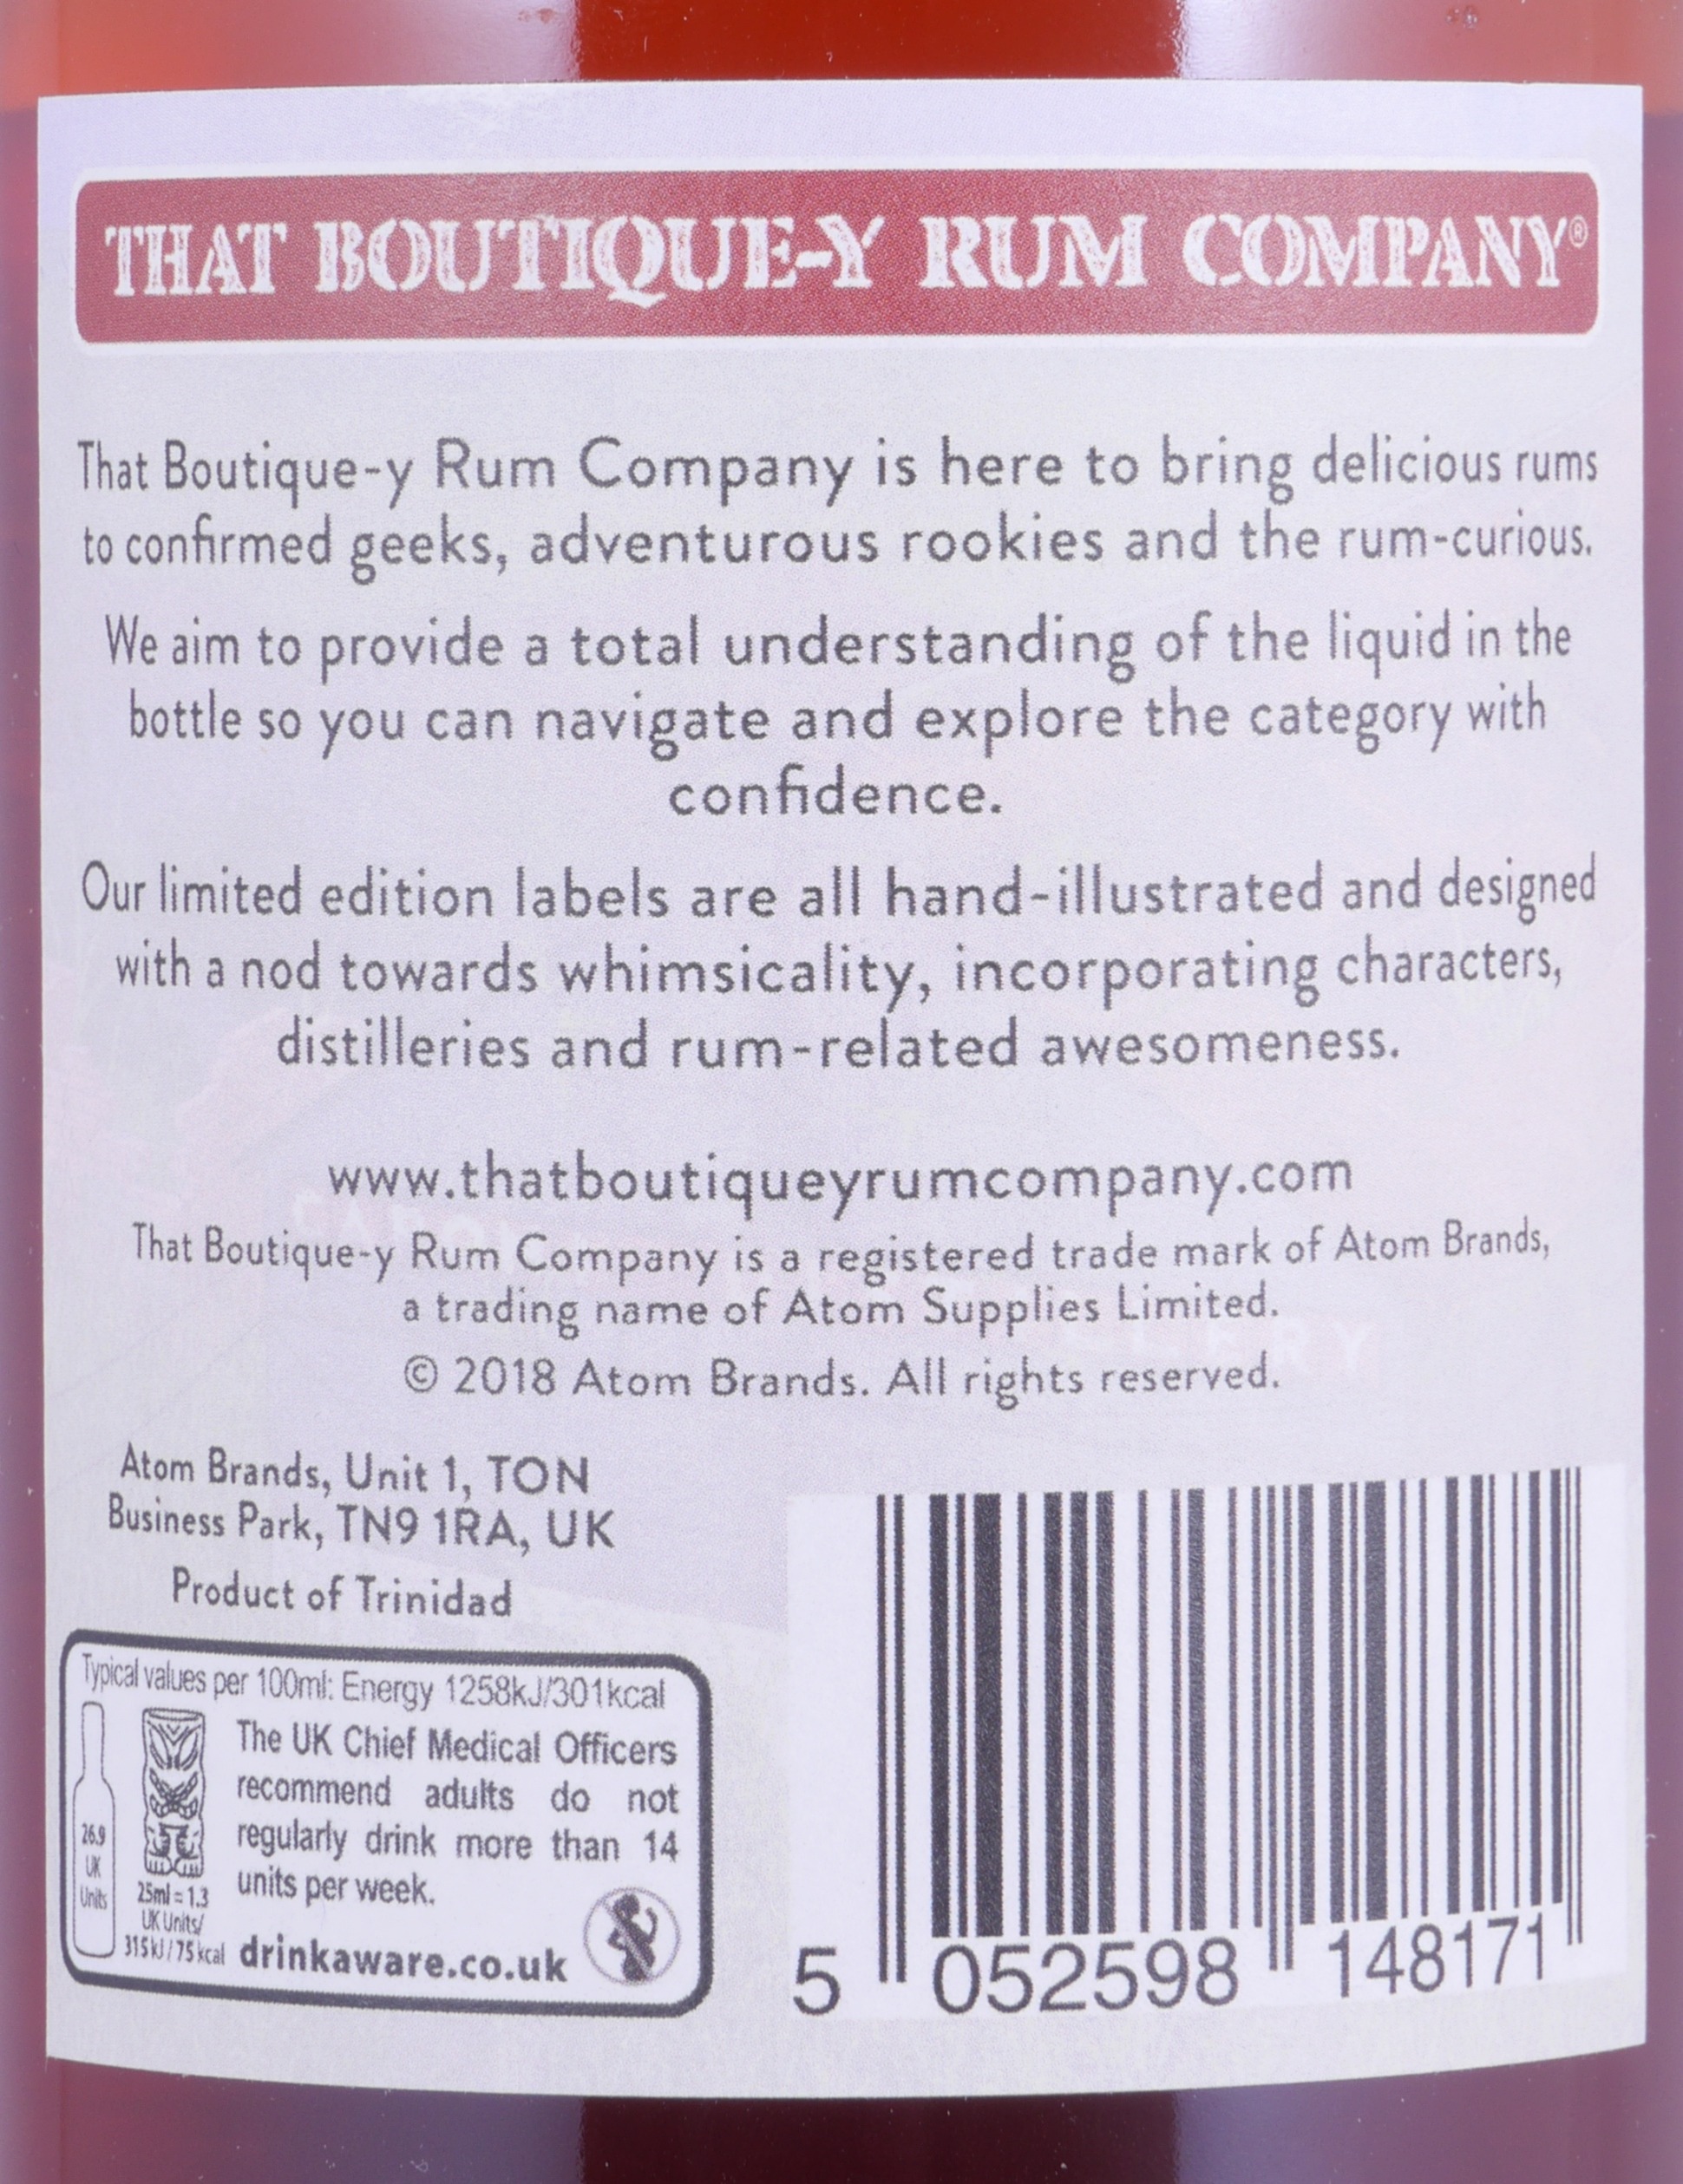 THAT BOUTIQUE-Y RUM COMPANY®
That Boutique-y Rum Company is here to bring delicious rums
to confirmed geeks, adventurous rookies and the rum-curious.
We aim to provide a total understanding of the liquid in the
bottle so you can navigate and explore the category with
confidence.
Our limited edition labels are all hand-illustrated and designed
with a nod towards whimsicality, incorporating characters,
distilleries and rum-related awesomeness.
www.thatboutiqueyrumcompany.com
That Boutique-y Rum Company is a registered trade mark of Atom Brands,
a trading name of Atom Supplies Limited.
© 2018 Atom Brands. All rights reserved.
Atom Brands, Unit 1, TON
Business Park, TN9 1RA, UK
Product of Trinidad
Typical values per 100ml: Energy 1258kJ/301kcal
26.9
UK
Units
25ml = 1.3
UK Units/
315kJ / 75 kcal
The UK Chief Medical Officers
recommend adults do not
regularly drink more than 14
units per week.
drinkaware.co.uk
5 052598 148171